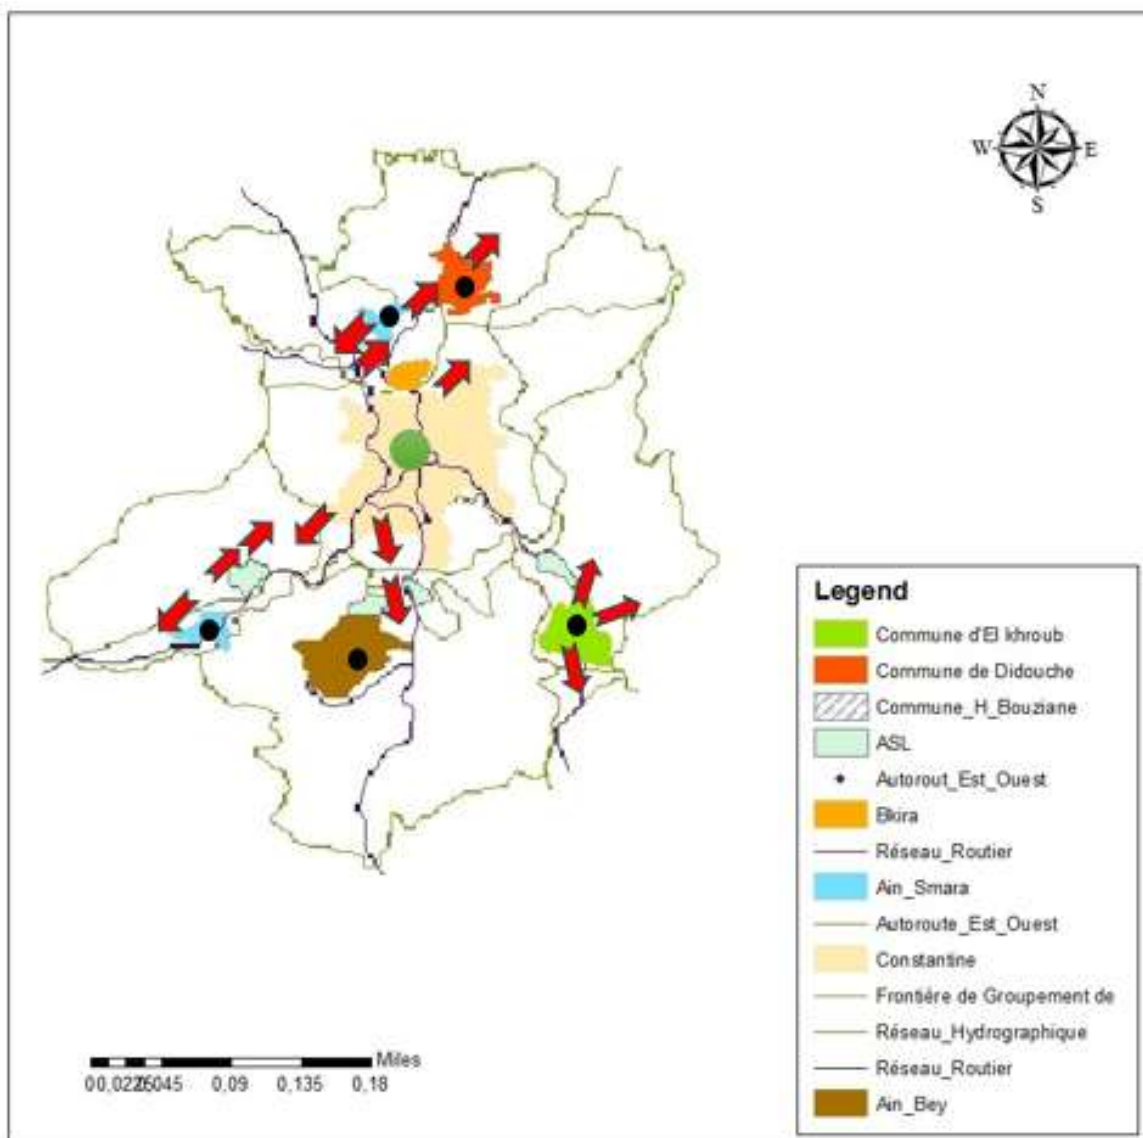 N
W E
S
Legend
Commune d'El khroub
Commune de Didouche
Commune_H_Bouziane
ASL
Autorout_Est_Ouest
Bkira
Réseau_Routier
Ain_Smara
Autoroute_Est_Ouest
Constantine
Frontière de Groupement de
Réseau_Hydrographique
Réseau_Routier
Ain_Bey
Miles
0,09 0,135 0,18